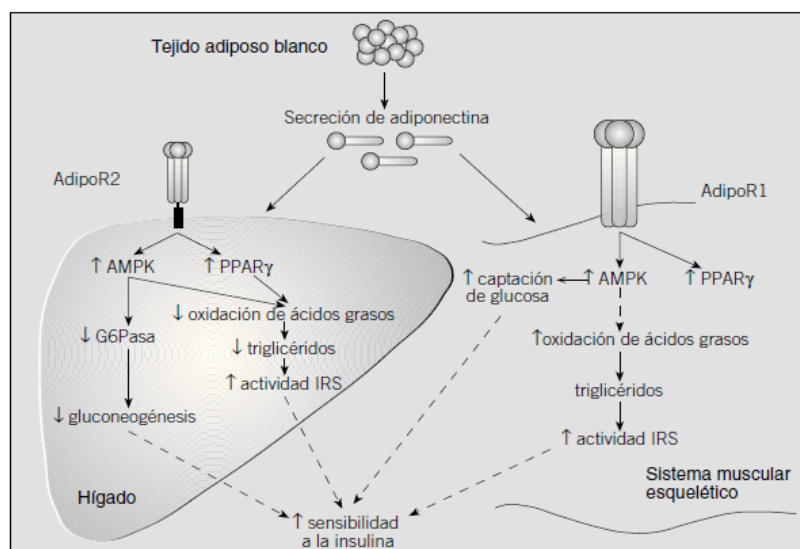 Tejido adiposo blanco
Secreción de adiponectina
AdipoR2
AdipoR1
↑ AMPK
↑ PPARγ
↓ oxidación de ácidos grasos
↓ G6Pasa
↓ triglicéridos
↑ actividad IRS
↓ gluconeogénesis
Hígado
↑ captación
de glucosa
↑ AMPK
↑ PPARγ
↑oxidación de ácidos grasos
triglicéridos
↑ actividad IRS
Sistema muscular
esquelético
↑ sensibilidad
a la insulina